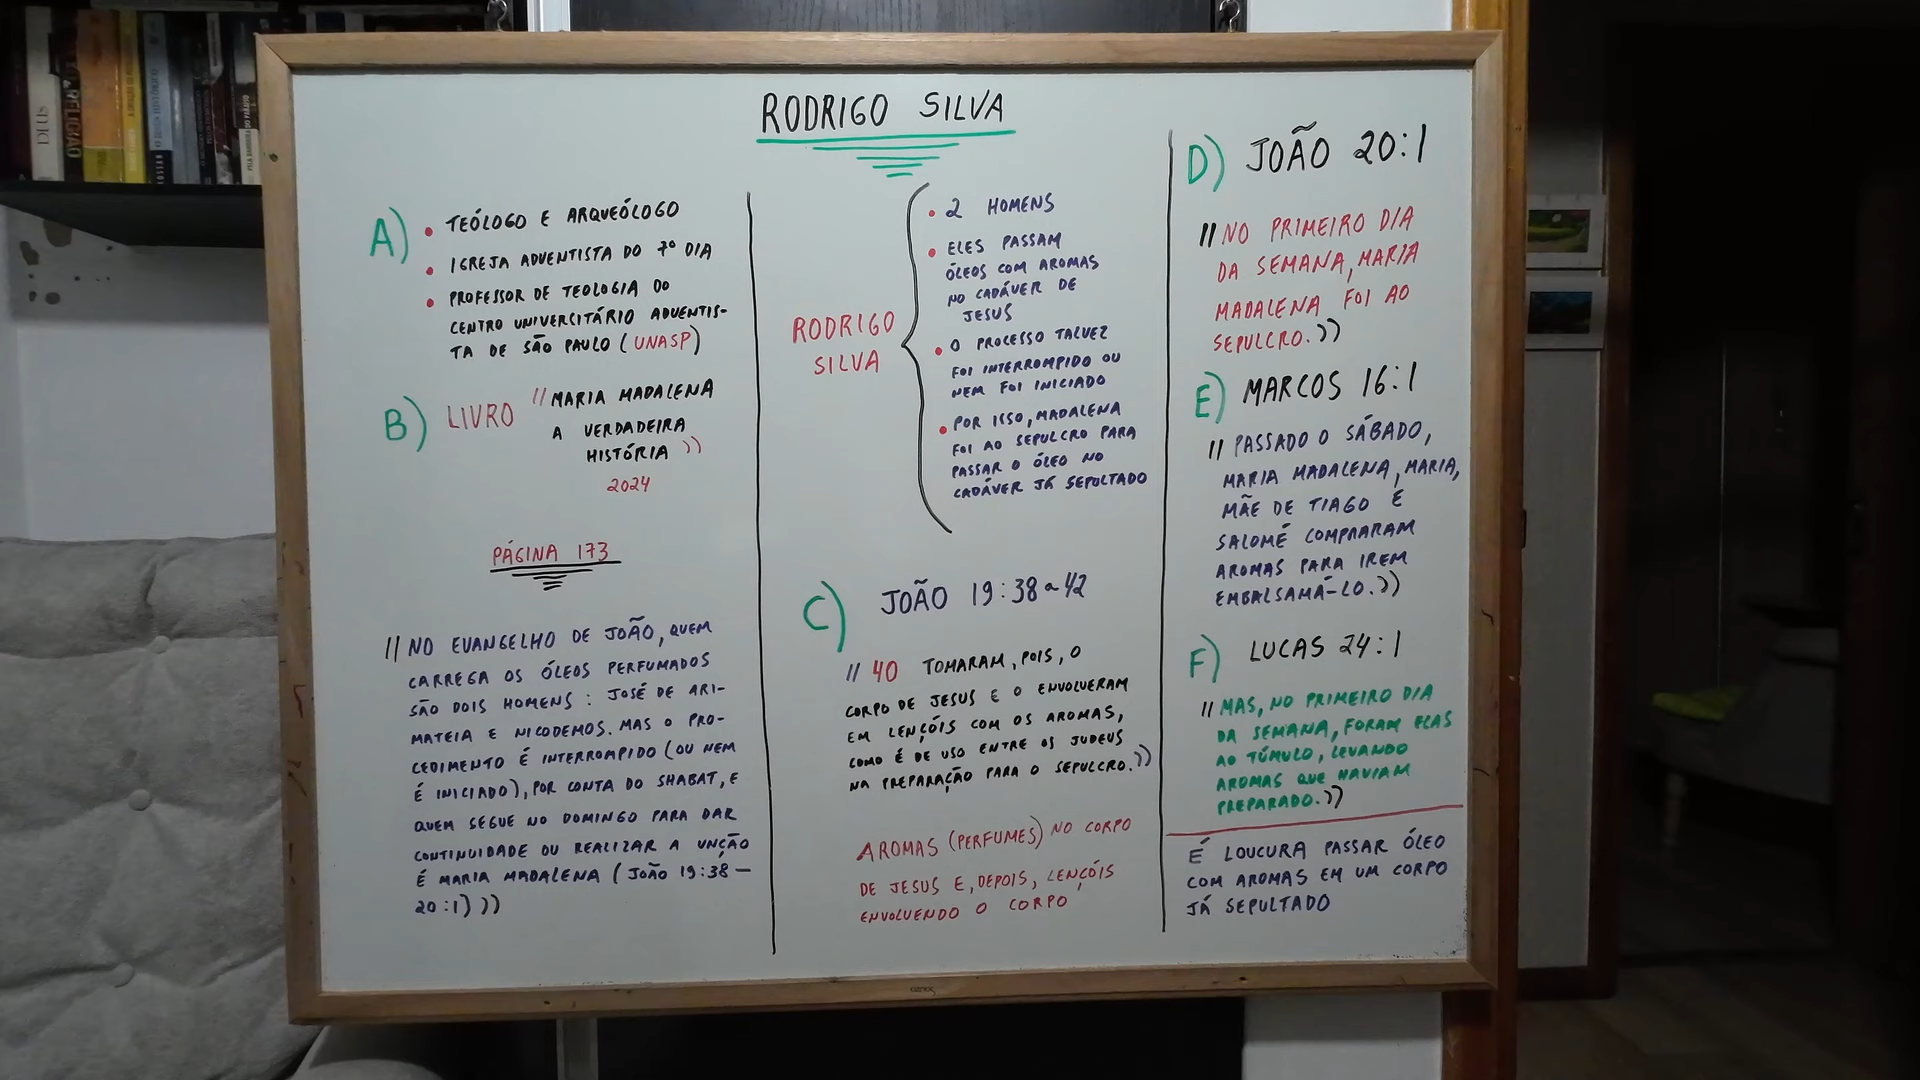 RODRIGO SILVA
A)
• TEÓLOGO E ARQUEÓLOGO
• IGREJA ADVENTISTA DO 7º DIA
• PROFESSOR DE TEOLOGIA DO
CENTRO UNIVERCITÁRIO ADVENTIS-
TA DE SÃO PAULO (UNASP)
B) LIVRO "MARIA MADALENA
A VERDADEIRA
HISTÓRIA"
2024
PÁGINA 173
"NO EVANGELHO DE JOÃO, QUEM
CARREGA OS ÓLEOS PERFUMADOS
SÃO DOIS HOMENS: JOSÉ DE ARI-
MATEIA E NICODEMOS. MAS O PRO-
CEDIMENTO É INTERROMPIDO (OU NEM
É INICIADO), POR CONTA DO SHABAT, E
QUEM SEGUE NO DOMINGO PARA DAR
CONTINUIDADE OU REALIZAR A UNÇÃO
É MARIA MADALENA (JOÃO 19:38 —
20:1)"
RODRIGO
SILVA
• 2 HOMENS
• ELES PASSAM
ÓLEOS COM AROMAS
NO CADÁVER DE
JESUS
• O PROCESSO TALVEZ
FOI INTERROMPIDO OU
NEM FOI INICIADO
• POR ISSO, MADALENA
FOI AO SEPULCRO PARA
PASSAR O ÓLEO NO
CADÁVER JÁ SEPULTADO
C) JOÃO 19:38 a 42
"40 TOMARAM, POIS, O
CORPO DE JESUS E O ENVOLVERAM
EM LENÇÓIS COM OS AROMAS,
COMO É DE USO ENTRE OS JUDEUS
NA PREPARAÇÃO PARA O SEPULCRO."
AROMAS (PERFUMES) NO CORPO
DE JESUS E, DEPOIS, LENÇÓIS
ENVOLVENDO O CORPO
D) JOÃO 20:1
"NO PRIMEIRO DIA
DA SEMANA, MARIA
MADALENA FOI AO
SEPULCRO."
E) MARCOS 16:1
"PASSADO O SÁBADO,
MARIA MADALENA, MARIA,
MÃE DE TIAGO E
SALOMÉ COMPRARAM
AROMAS PARA IREM
EMBALSAMÁ-LO."
F) LUCAS 24:1
"MAS, NO PRIMEIRO DIA
DA SEMANA, FORAM ELAS
AO TÚMULO, LEVANDO
AROMAS QUE HAVIAM
PREPARADO."
É LOUCURA PASSAR ÓLEO
COM AROMAS EM UM CORPO
JÁ SEPULTADO